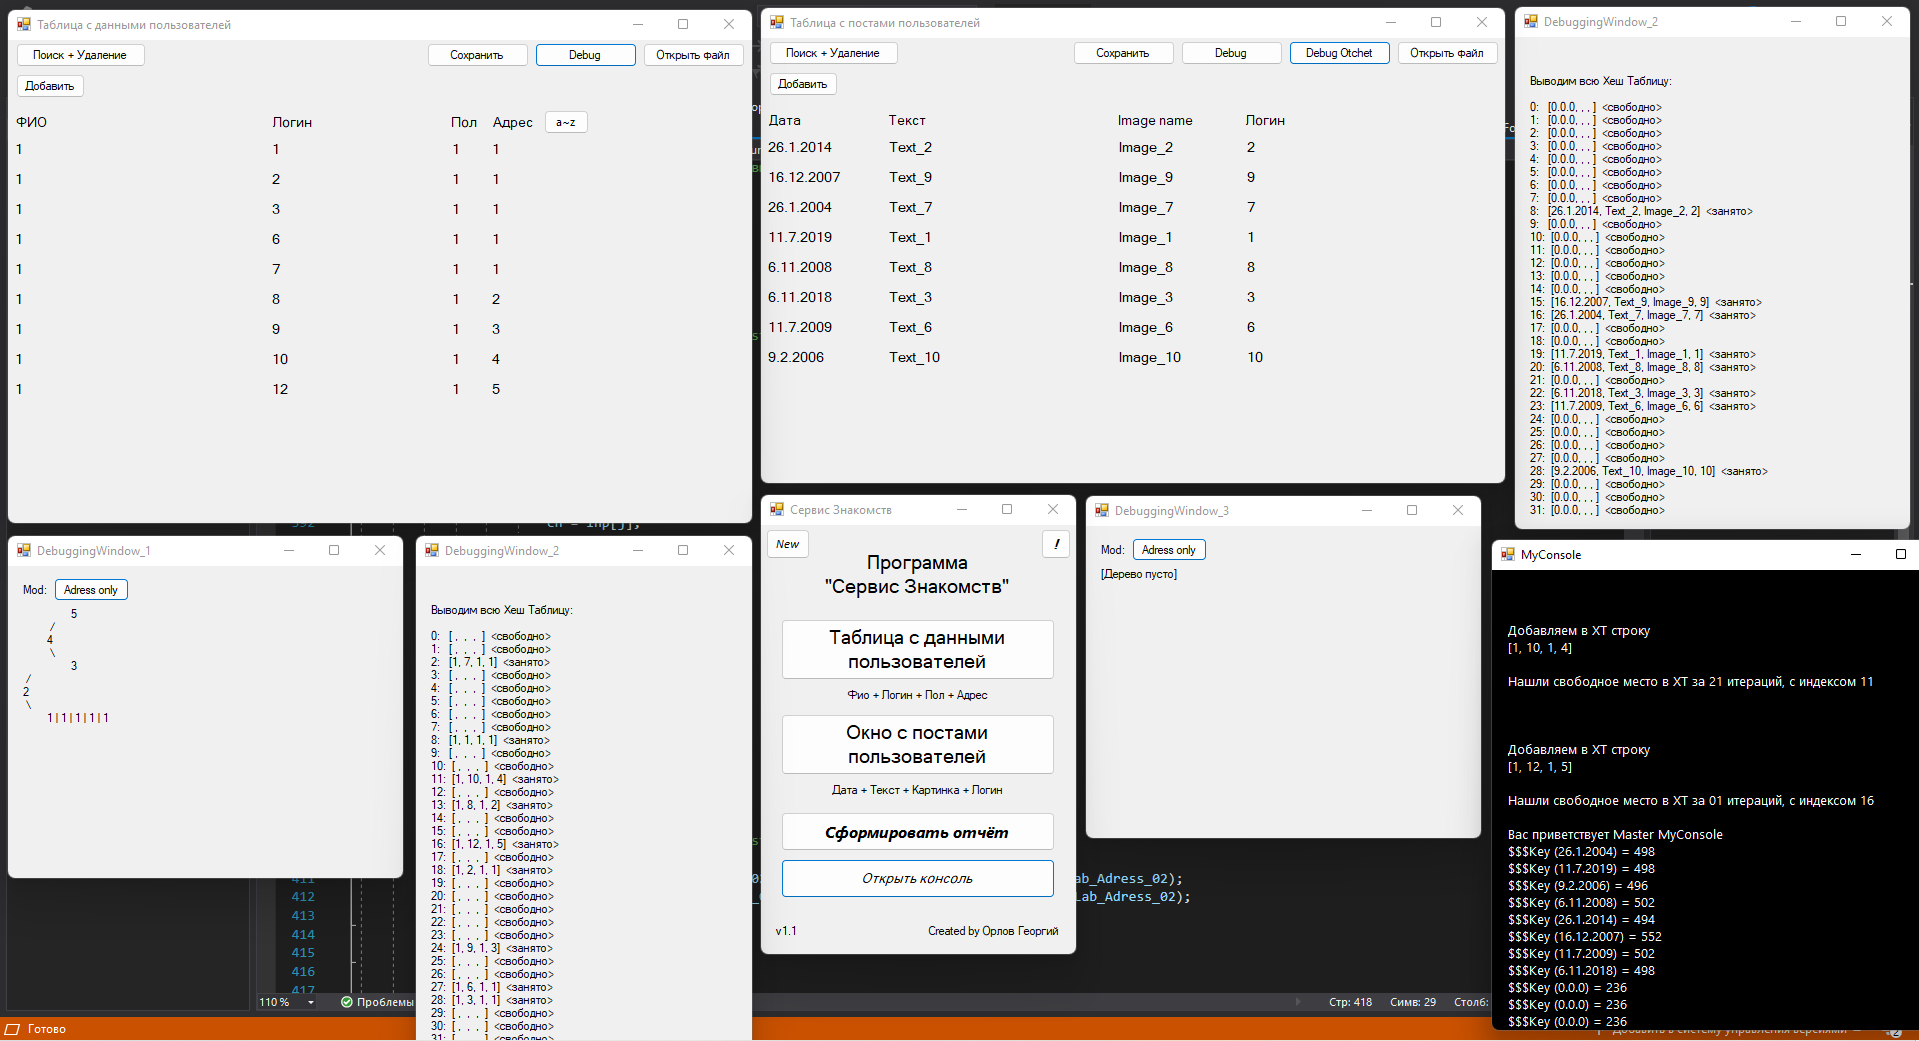 Таблица с данными пользователей
Поиск + Удаление
Сохранить
Debug
Открыть файл
Добавить
ФИО Логин Пол Адрес a~z
1 1 1 1
1 2 1 1
1 3 1 1
1 6 1 1
1 7 1 1
1 8 1 2
1 9 1 3
1 10 1 4
1 12 1 5
Таблица с постами пользователей
Поиск + Удаление
Сохранить
Debug
Debug Otchet
Открыть файл
Добавить
Дата Текст Image name Логин
26.1.2014 Text_2 Image_2 2
16.12.2007 Text_9 Image_9 9
26.1.2004 Text_7 Image_7 7
11.7.2019 Text_1 Image_1 1
6.11.2008 Text_8 Image_8 8
6.11.2018 Text_3 Image_3 3
11.7.2009 Text_6 Image_6 6
9.2.2006 Text_10 Image_10 10
DebuggingWindow_2
Выводим всю Хеш Таблицу:
0: [0.0.0, , , ] <свободно>
1: [0.0.0, , , ] <свободно>
2: [0.0.0, , , ] <свободно>
3: [0.0.0, , , ] <свободно>
4: [0.0.0, , , ] <свободно>
5: [0.0.0, , , ] <свободно>
6: [0.0.0, , , ] <свободно>
7: [0.0.0, , , ] <свободно>
8: [26.1.2014, Text_2, Image_2, 2] <занято>
9: [0.0.0, , , ] <свободно>
10: [0.0.0, , , ] <свободно>
11: [0.0.0, , , ] <свободно>
12: [0.0.0, , , ] <свободно>
13: [0.0.0, , , ] <свободно>
14: [0.0.0, , , ] <свободно>
15: [16.12.2007, Text_9, Image_9, 9] <занято>
16: [26.1.2004, Text_7, Image_7, 7] <занято>
17: [0.0.0, , , ] <свободно>
18: [0.0.0, , , ] <свободно>
19: [11.7.2019, Text_1, Image_1, 1] <занято>
20: [6.11.2008, Text_8, Image_8, 8] <занято>
21: [0.0.0, , , ] <свободно>
22: [6.11.2018, Text_3, Image_3, 3] <занято>
23: [11.7.2009, Text_6, Image_6, 6] <занято>
24: [0.0.0, , , ] <свободно>
25: [0.0.0, , , ] <свободно>
26: [0.0.0, , , ] <свободно>
27: [0.0.0, , , ] <свободно>
28: [9.2.2006, Text_10, Image_10, 10] <занято>
29: [0.0.0, , , ] <свободно>
30: [0.0.0, , , ] <свободно>
31: [0.0.0, , , ] <свободно>
DebuggingWindow_1
Mod: Adress only
5
/
4
\
3
/
2
\
1|1|1|1|1
DebuggingWindow_2
Выводим всю Хеш Таблицу:
0: [ , , , ] <свободно>
1: [ , , , ] <свободно>
2: [1, 7, 1, 1] <занято>
3: [ , , , ] <свободно>
4: [ , , , ] <свободно>
5: [ , , , ] <свободно>
6: [ , , , ] <свободно>
7: [ , , , ] <свободно>
8: [1, 1, 1, 1] <занято>
9: [ , , , ] <свободно>
10: [ , , , ] <свободно>
11: [1, 10, 1, 4] <занято>
12: [ , , , ] <свободно>
13: [1, 8, 1, 2] <занято>
14: [ , , , ] <свободно>
15: [ , , , ] <свободно>
16: [1, 12, 1, 5] <занято>
17: [ , , , ] <свободно>
18: [1, 2, 1, 1] <занято>
19: [ , , , ] <свободно>
20: [ , , , ] <свободно>
21: [ , , , ] <свободно>
22: [ , , , ] <свободно>
23: [ , , , ] <свободно>
24: [1, 9, 1, 3] <занято>
25: [ , , , ] <свободно>
26: [ , , , ] <свободно>
27: [1, 6, 1, 1] <занято>
28: [1, 3, 1, 1] <занято>
29: [ , , , ] <свободно>
30: [ , , , ] <свободно>
31: [ , , , ] <свободно>
Сервис Знакомств
New
!
Программа
"Сервис Знакомств"
Таблица с данными
пользователей
Фио + Логин + Пол + Адрес
Окно с постами
пользователей
Дата + Текст + Картинка + Логин
Сформировать отчёт
Открыть консоль
v1.1
Created by Орлов Георгий
DebuggingWindow_3
Mod: Adress only
[Дерево пусто]
MyConsole
Добавляем в ХТ строку
[1, 10, 1, 4]
Нашли свободное место в ХТ за 21 итераций, с индексом 11
Добавляем в ХТ строку
[1, 12, 1, 5]
Нашли свободное место в ХТ за 01 итераций, с индексом 16
Вас приветствует Master MyConsole
$$$Key (26.1.2004) = 498
$$$Key (11.7.2019) = 498
$$$Key (9.2.2006) = 496
$$$Key (6.11.2008) = 502
$$$Key (26.1.2014) = 494
$$$Key (16.12.2007) = 552
$$$Key (11.7.2009) = 502
$$$Key (6.11.2018) = 498
$$$Key (0.0.0) = 236
$$$Key (0.0.0) = 236
$$$Key (0.0.0) = 236
ab_Adress_02);
Lab_Adress_02);
412
413
414
415
416
417
110 %
Проблемы
Стр: 418
Симв: 29
Столб:
Готово